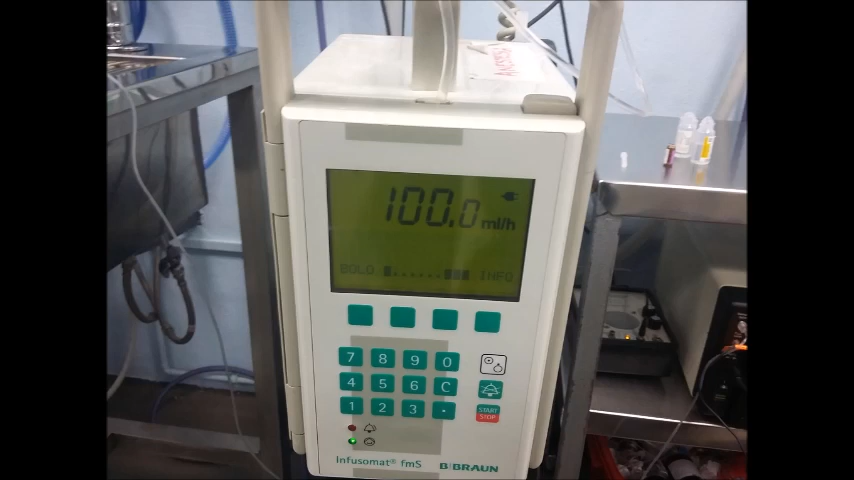 ANESTESIA
100.0 ml/h
BOLO INFO
7 8 9 0
4 5 6 C
1 2 3 .
START
STOP
Infusomat® fmS B|BRAUN